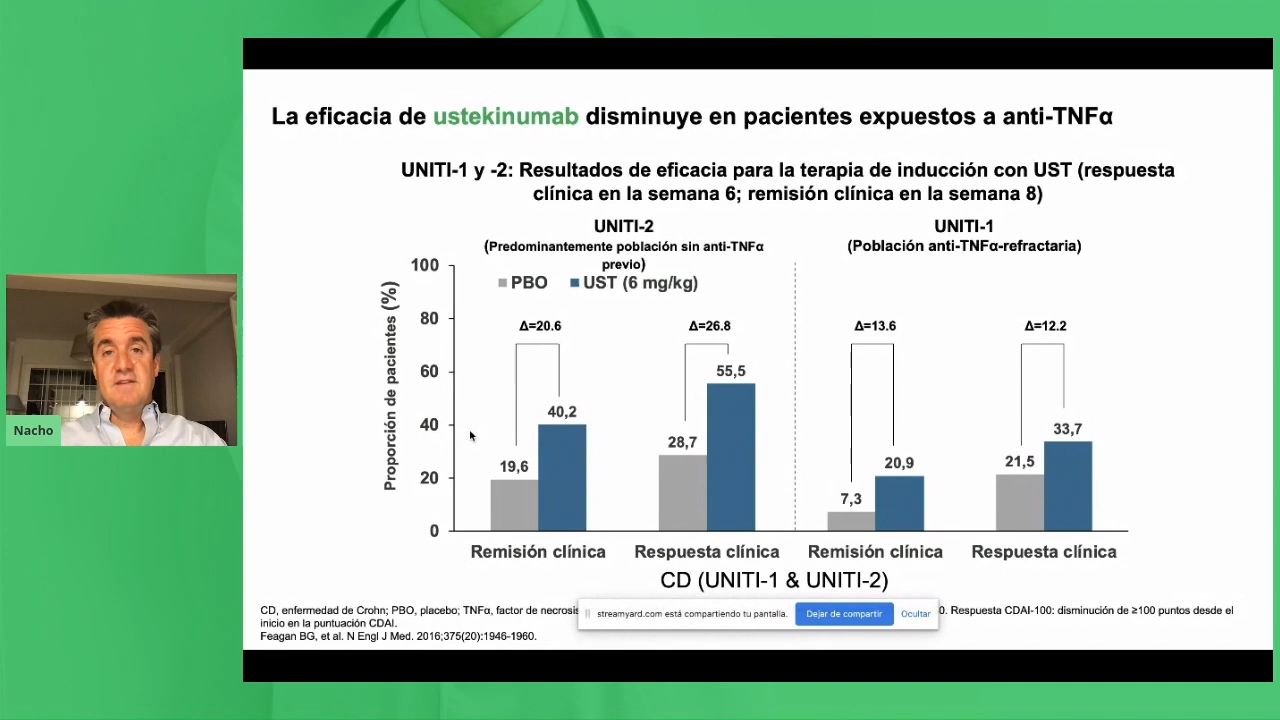 La eficacia de ustekinumab disminuye en pacientes expuestos a anti-TNFα
UNITI-1 y -2: Resultados de eficacia para la terapia de inducción con UST (respuesta
clínica en la semana 6; remisión clínica en la semana 8)
UNITI-2
(Predominantemente población sin anti-TNFα
previo)
UNITI-1
(Población anti-TNFα-refractaria)
PBO
UST (6 mg/kg)
Proporción de pacientes (%)
100
80
60
40
20
0
Δ=20.6
Δ=26.8
Δ=13.6
Δ=12.2
19,6
40,2
28,7
55,5
7,3
20,9
21,5
33,7
Remisión clínica
Respuesta clínica
Remisión clínica
Respuesta clínica
CD (UNITI-1 & UNITI-2)
Nacho
CD, enfermedad de Crohn; PBO, placebo; TNFα, factor de necrosis 0. Respuesta CDAI-100: disminución de ≥100 puntos desde el
inicio en la puntuación CDAI.
Feagan BG, et al. N Engl J Med. 2016;375(20):1946-1960.
streamyard.com está compartiendo tu pantalla.
Dejar de compartir
Ocultar